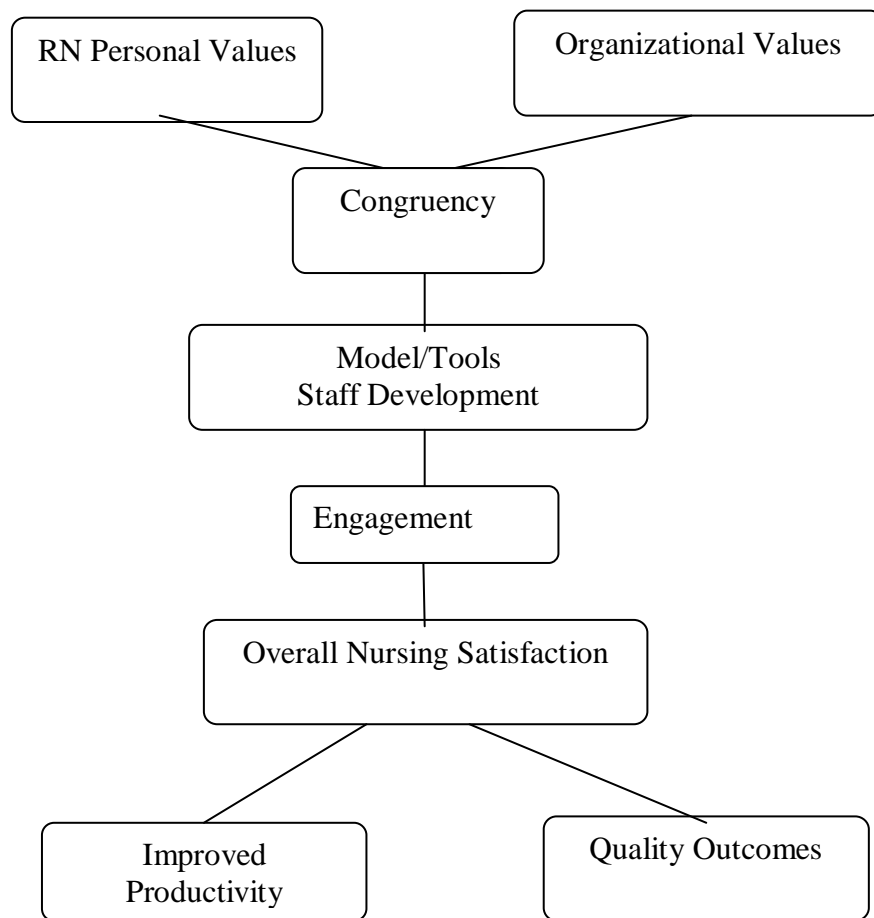 RN Personal Values
Organizational Values
Congruency
Model/Tools
Staff Development
Engagement
Overall Nursing Satisfaction
Improved
Productivity
Quality Outcomes